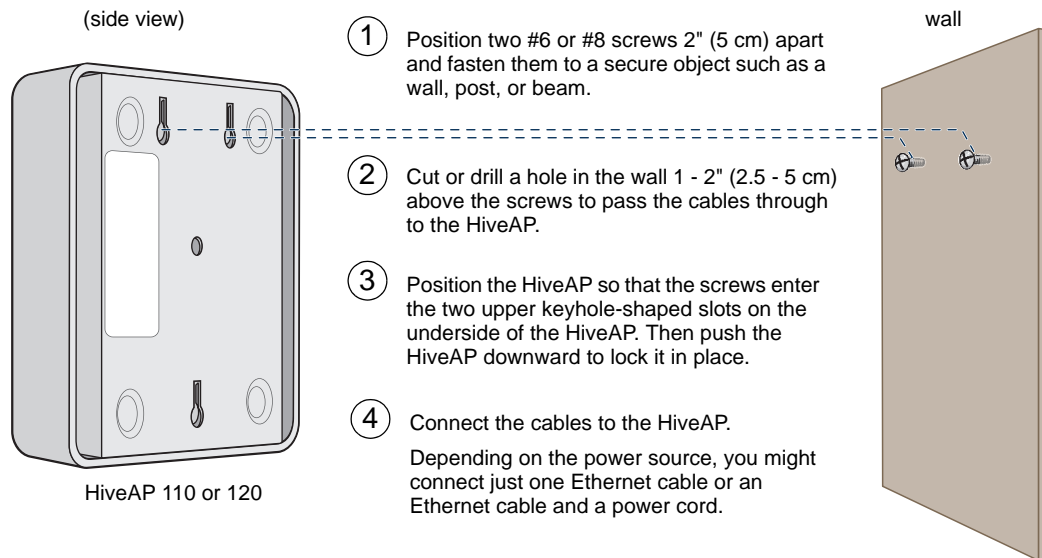 (side view)
wall
1
Position two #6 or #8 screws 2" (5 cm) apart
and fasten them to a secure object such as a
wall, post, or beam.
2
Cut or drill a hole in the wall 1 - 2" (2.5 - 5 cm)
above the screws to pass the cables through
to the HiveAP.
3
Position the HiveAP so that the screws enter
the two upper keyhole-shaped slots on the
underside of the HiveAP. Then push the
HiveAP downward to lock it in place.
4
Connect the cables to the HiveAP.
Depending on the power source, you might
connect just one Ethernet cable or an
Ethernet cable and a power cord.
HiveAP 110 or 120